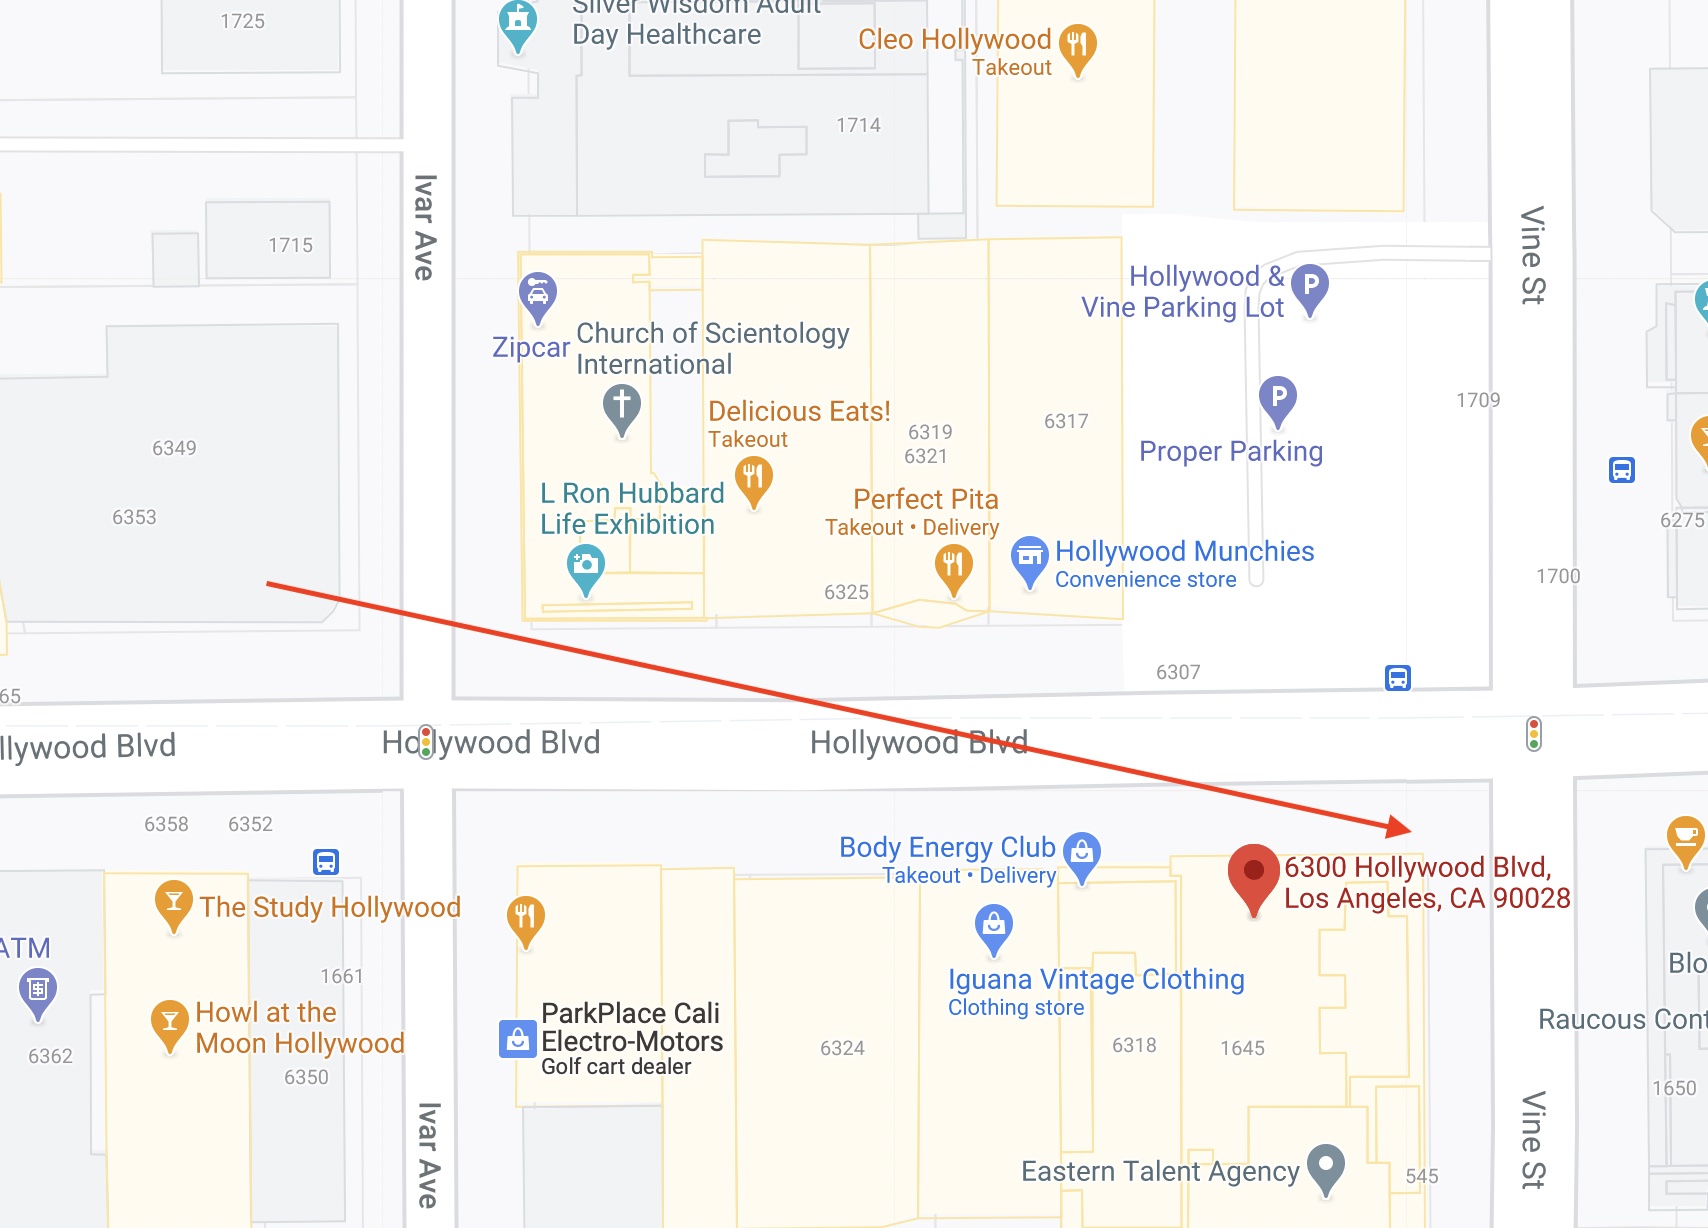 1725
Silver Wisdom Adult
Day Healthcare
Cleo Hollywood
Takeout
1714
Ivar Ave
Vine St
1715
Hollywood &
Vine Parking Lot
P
Zipcar
Church of Scientology
International
Delicious Eats!
Takeout
6319
6321
6317
P
1709
Proper Parking
6349
6353
L Ron Hubbard
Life Exhibition
Perfect Pita
Takeout • Delivery
6275
Hollywood Munchies
Convenience store
6325
1700
6307
65
llywood Blvd
Hollywood Blvd
Hollywood Blvd
6358
6352
Body Energy Club
Takeout • Delivery
6300 Hollywood Blvd,
Los Angeles, CA 90028
The Study Hollywood
ATM
1661
Iguana Vintage Clothing
Clothing store
Blo
Howl at the
Moon Hollywood
ParkPlace Cali
Electro-Motors
Golf cart dealer
Raucous Cont
6362
6350
6324
6318
1645
1650
Ivar Ave
Vine St
Eastern Talent Agency
545